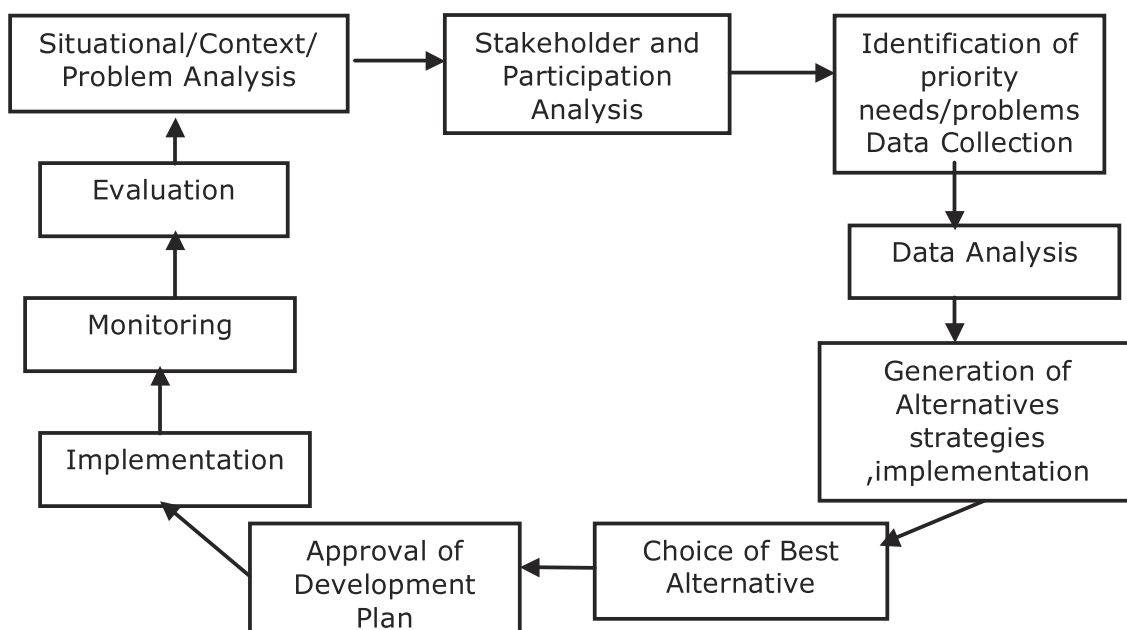 Situational/Context/
Problem Analysis
Stakeholder and
Participation
Analysis
Identification of
priority
needs/problems
Data Collection
Data Analysis
Generation of
Alternatives
strategies
,implementation
Choice of Best
Alternative
Approval of
Development
Plan
Implementation
Monitoring
Evaluation